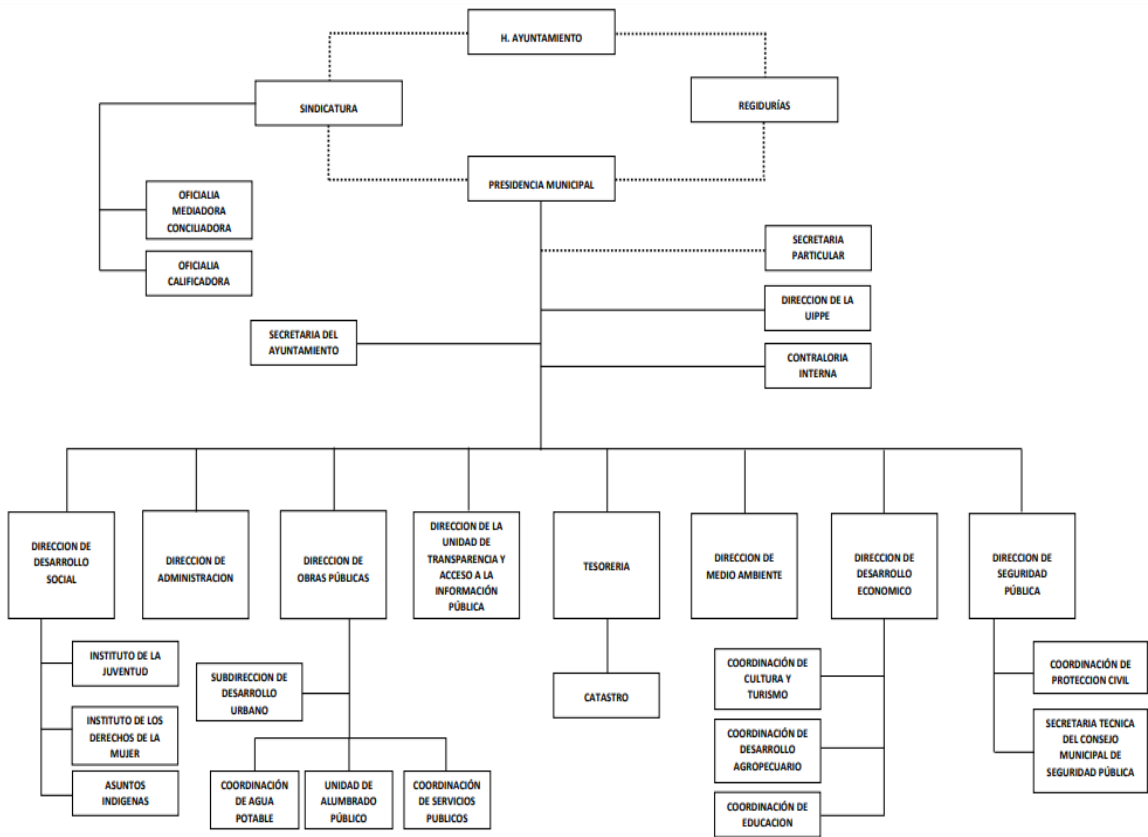 H. AYUNTAMIENTO
SINDICATURA
REGIDURÍAS
PRESIDENCIA MUNICIPAL
OFICIALIA
MEDIADORA
CONCILIADORA
OFICIALIA
CALIFICADORA
SECRETARIA
PARTICULAR
DIRECCION DE LA
UIPPE
SECRETARIA DEL
AYUNTAMIENTO
CONTRALORIA
INTERNA
DIRECCION DE
DESARROLLO
SOCIAL
DIRECCION DE
ADMINISTRACION
DIRECCION DE
OBRAS PÚBLICAS
DIRECCION DE LA
UNIDAD DE
TRANSPARENCIA Y
ACCESO A LA
INFORMACIÓN
PÚBLICA
TESORERIA
DIRECCION DE
MEDIO AMBIENTE
DIRECCION DE
DESARROLLO
ECONOMICO
DIRECCION DE
SEGURIDAD
PÚBLICA
INSTITUTO DE LA
JUVENTUD
INSTITUTO DE LOS
DERECHOS DE LA
MUJER
ASUNTOS
INDIGENAS
SUBDIRECCION DE
DESARROLLO
URBANO
COORDINACIÓN
DE AGUA
POTABLE
UNIDAD DE
ALUMBRADO
PÚBLICO
COORDINACIÓN
DE SERVICIOS
PUBLICOS
CATASTRO
COORDINACIÓN DE
CULTURA Y
TURISMO
COORDINACIÓN DE
DESARROLLO
AGROPECUARIO
COORDINACIÓN DE
EDUCACION
COORDINACIÓN DE
PROTECCION CIVIL
SECRETARIA TECNICA
DEL CONSEJO
MUNICIPAL DE
SEGURIDAD PÚBLICA